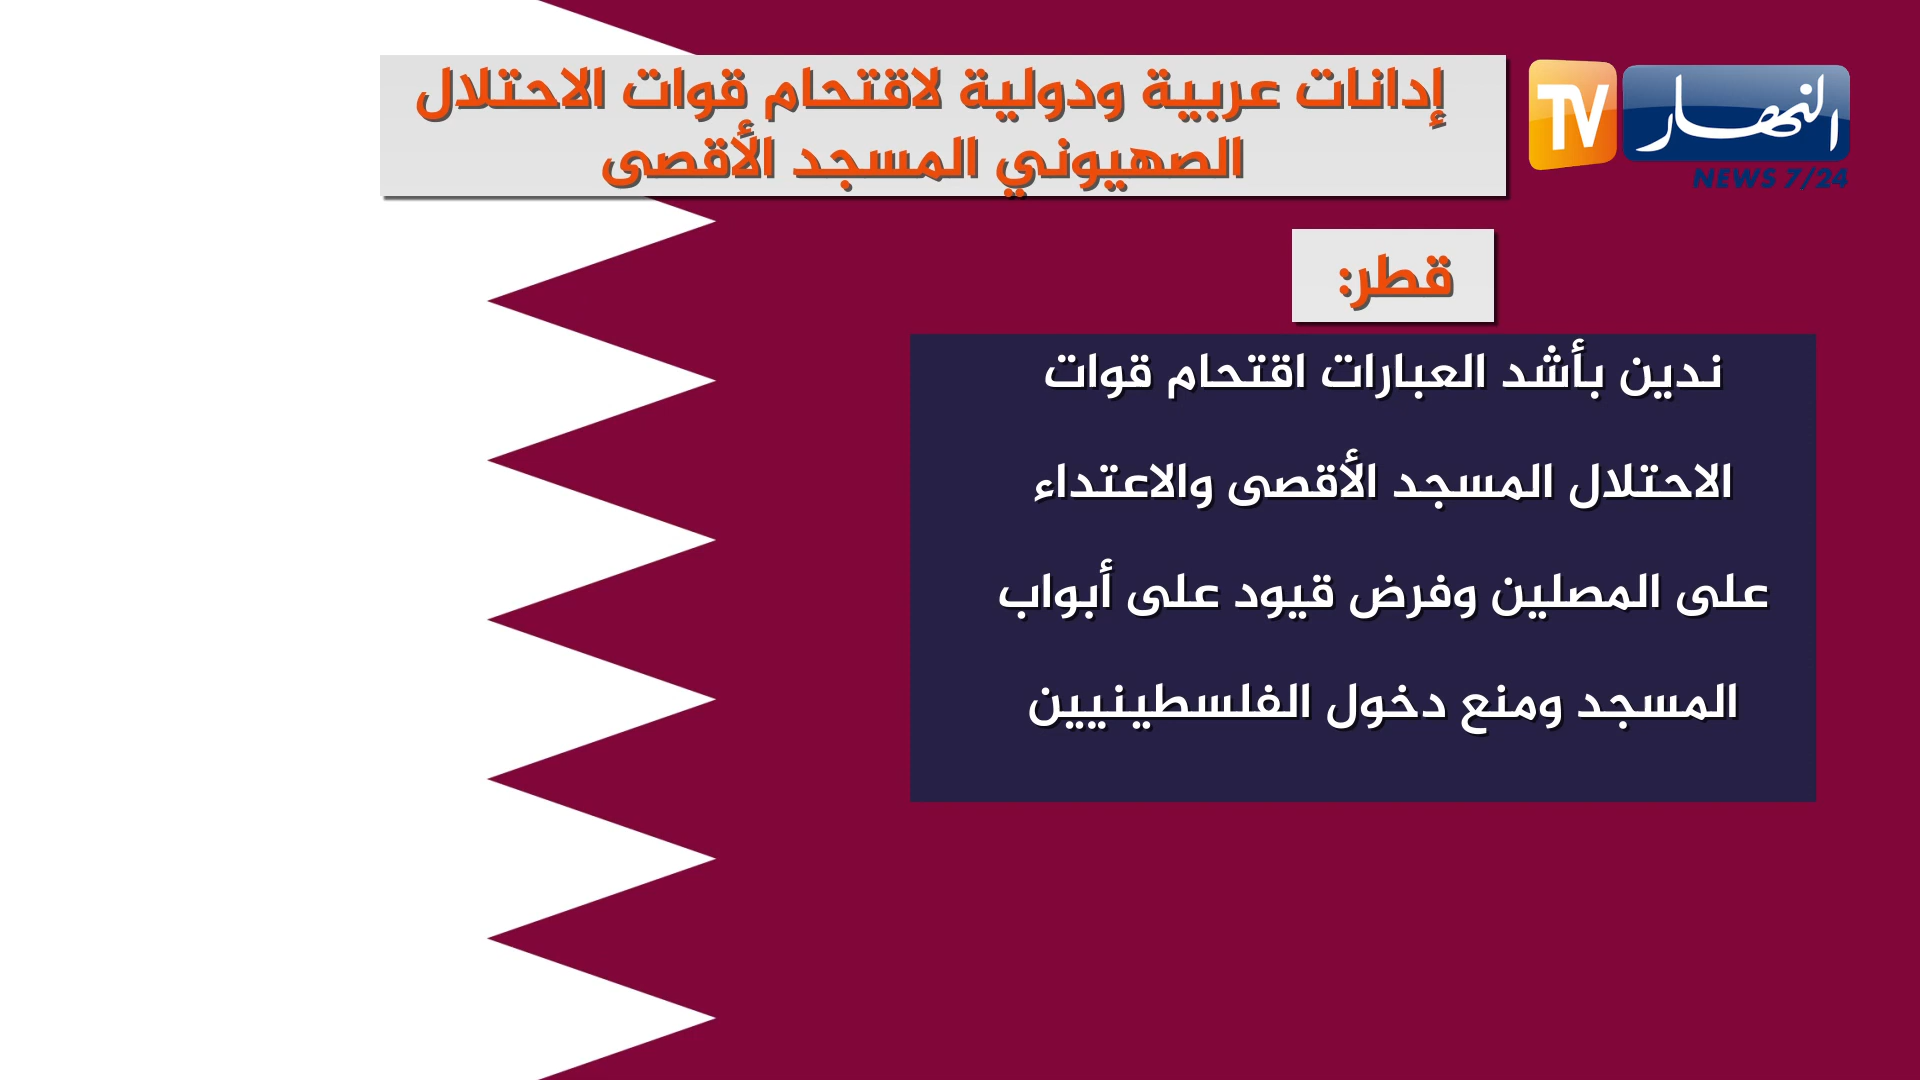 إدانات عربية ودولية لاقتحام قوات الاحتلال
الصهيوني المسجد الأقصى
النهار TV
NEWS 7/24
قطر:
ندين بأشد العبارات اقتحام قوات
الاحتلال المسجد الأقصى والاعتداء
على المصلين وفرض قيود على أبواب
المسجد ومنع دخول الفلسطينيين